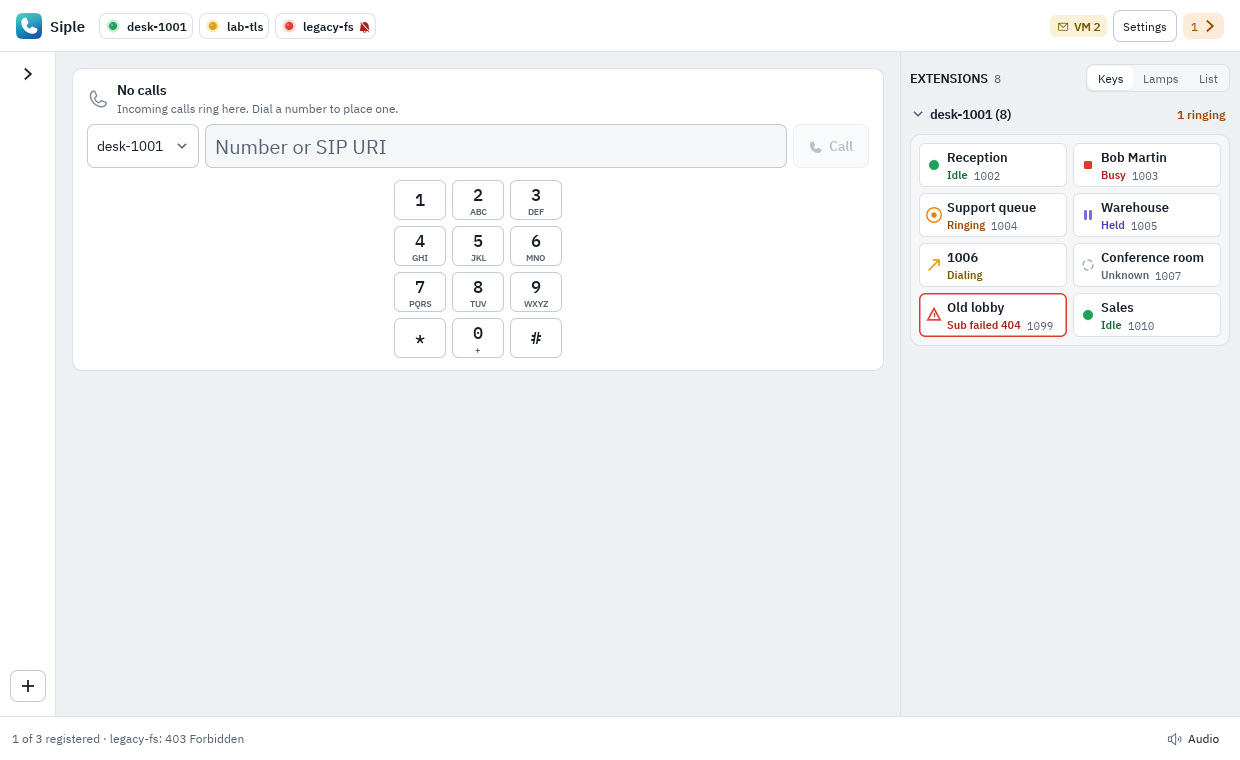 Siple
desk-1001
lab-tls
legacy-fs
VM 2
Settings
1
No calls
Incoming calls ring here. Dial a number to place one.
desk-1001
Number or SIP URI
Call
1
2
3
ABC
DEF
4
5
6
GHI
JKL
MNO
7
8
9
PQRS
TUV
WXYZ
*
0
#
+
EXTENSIONS 8
Keys
Lamps
List
desk-1001 (8)
1 ringing
Reception
Idle 1002
Bob Martin
Busy 1003
Support queue
Ringing 1004
Warehouse
Held 1005
1006
Dialing
Conference room
Unknown 1007
Old lobby
Sub failed 404 1099
Sales
Idle 1010
1 of 3 registered · legacy-fs: 403 Forbidden
Audio